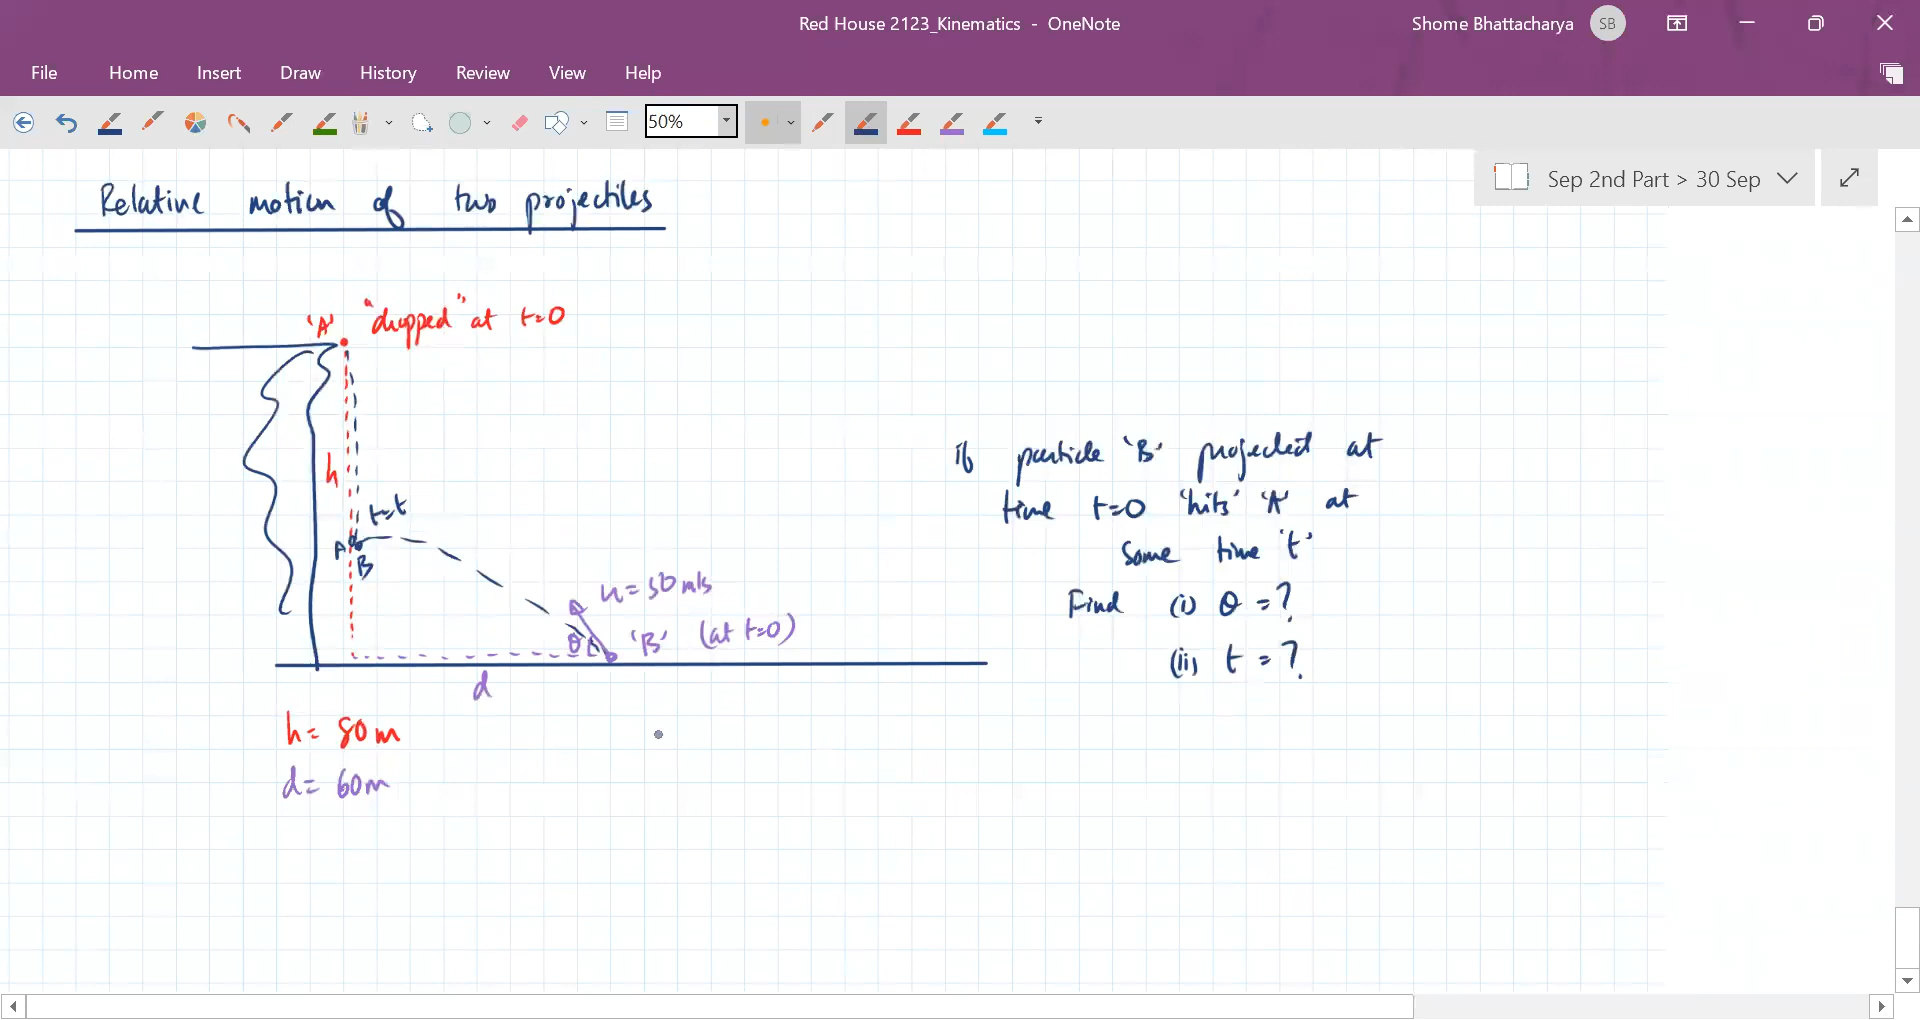 Red House 2123_Kinematics - OneNote
Shome Bhattacharya SB
File Home Insert Draw History Review View Help
50%
Sep 2nd Part > 30 Sep
Relative motion of two projectiles
'A' "dropped" at t=0
h
t=t
A
B
u = 50 m/s
θ
'B' (at t=0)
d
h = 80m
d = 60m
If particle 'B' projected at
time t=0 'hits' 'A' at
some time 't'
Find (i) θ = ?
(ii) t = ?